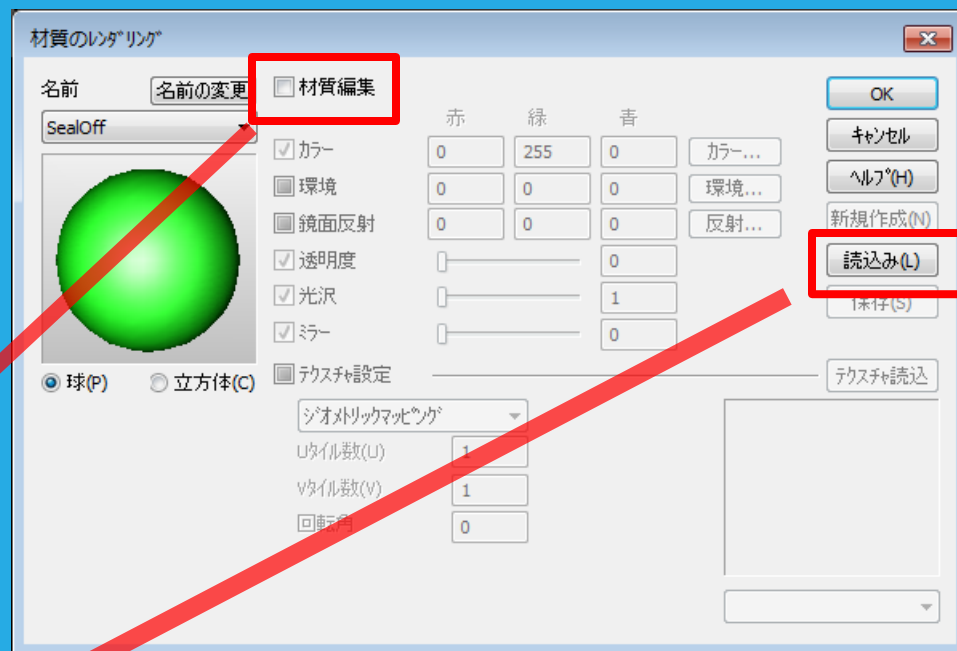 材質のﾚﾝﾀﾞﾘﾝｸﾞ
名前 名前の変更 材質編集 OK
SealOff 赤 緑 青 ｷｬﾝｾﾙ
ｶﾗｰ 0 255 0 ｶﾗｰ... ﾍﾙﾌﾟ(H)
環境 0 0 0 環境...
鏡面反射 0 0 0 反射... 新規作成(N)
透明度 0 読込み(L)
光沢 1 保存(S)
ﾐﾗｰ 0
球(P) 立方体(C) ﾃｸｽﾁｬ設定 ﾃｸｽﾁｬ読込
ｼﾞｵﾒﾄﾘｯｸﾏｯﾋﾟﾝｸﾞ
Uﾀｲﾙ数(U) 1
Vﾀｲﾙ数(V) 1
回転角 0